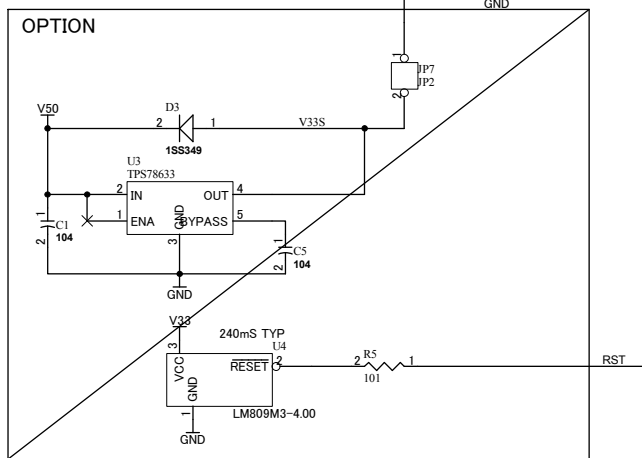 GND
OPTION
1
JP7
JP2
2
V50
D3
2
1
V33S
1SS349
U3
TPS78633
2
IN
OUT
4
1
ENA
GND
BYPASS
5
3
1
C1
104
2
1
C5
104
2
GND
V33
240mS TYP
U4
3
VCC
RESET
2
2
R5
1
101
RST
GND
1
LM809M3-4.00
GND